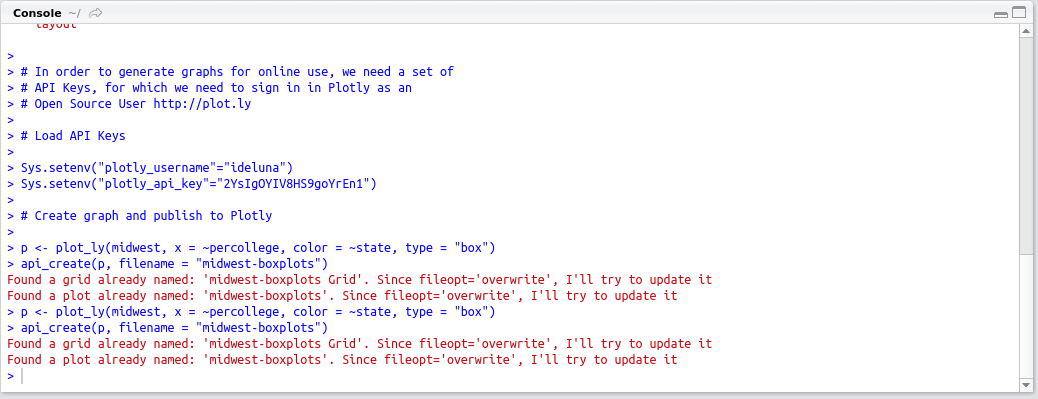 Console ~/
layout
>
> # In order to generate graphs for online use, we need a set of
> # API Keys, for which we need to sign in in Plotly as an
> # Open Source User http://plot.ly
>
> # Load API Keys
>
> Sys.setenv("plotly_username"="ideluna")
> Sys.setenv("plotly_api_key"="2YsIgOYIV8HS9goYrEn1")
>
> # Create graph and publish to Plotly
>
> p <- plot_ly(midwest, x = ~percollege, color = ~state, type = "box")
> api_create(p, filename = "midwest-boxplots")
Found a grid already named: 'midwest-boxplots Grid'. Since fileopt='overwrite', I'll try to update it
Found a plot already named: 'midwest-boxplots'. Since fileopt='overwrite', I'll try to update it
> p <- plot_ly(midwest, x = ~percollege, color = ~state, type = "box")
> api_create(p, filename = "midwest-boxplots")
Found a grid already named: 'midwest-boxplots Grid'. Since fileopt='overwrite', I'll try to update it
Found a plot already named: 'midwest-boxplots'. Since fileopt='overwrite', I'll try to update it
>